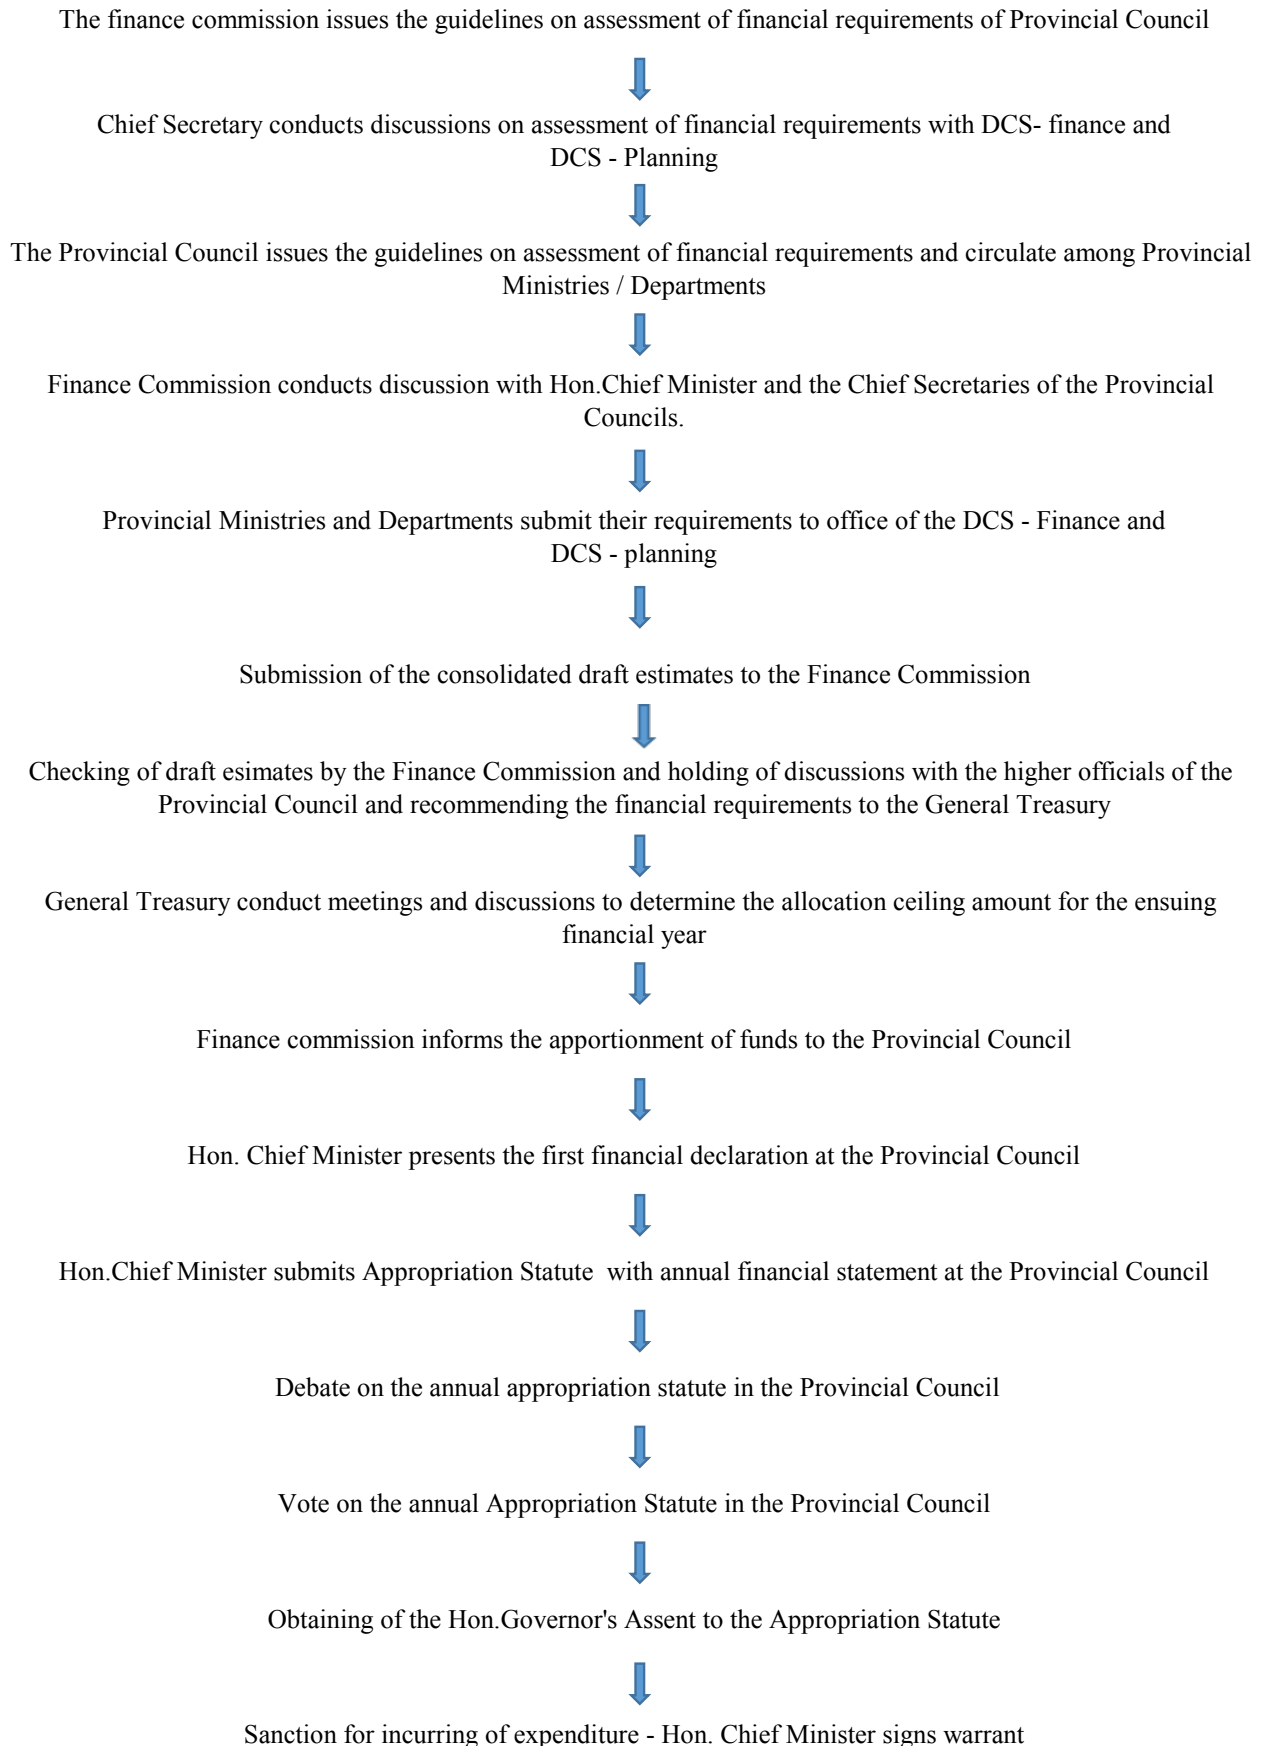 The finance commission issues the guidelines on assessment of financial requirements of Provincial Council
Chief Secretary conducts discussions on assessment of financial requirements with DCS- finance and
DCS - Planning
The Provincial Council issues the guidelines on assessment of financial requirements and circulate among Provincial
Ministries / Departments
Finance Commission conducts discussion with Hon.Chief Minister and the Chief Secretaries of the Provincial
Councils.
Provincial Ministries and Departments submit their requirements to office of the DCS - Finance and
DCS - planning
Submission of the consolidated draft estimates to the Finance Commission
Checking of draft esimates by the Finance Commission and holding of discussions with the higher officials of the
Provincial Council and recommending the financial requirements to the General Treasury
General Treasury conduct meetings and discussions to determine the allocation ceiling amount for the ensuing
financial year
Finance commission informs the apportionment of funds to the Provincial Council
Hon. Chief Minister presents the first financial declaration at the Provincial Council
Hon.Chief Minister submits Appropriation Statute  with annual financial statement at the Provincial Council
Debate on the annual appropriation statute in the Provincial Council
Vote on the annual Appropriation Statute in the Provincial Council
Obtaining of the Hon.Governor's Assent to the Appropriation Statute
Sanction for incurring of expenditure - Hon. Chief Minister signs warrant